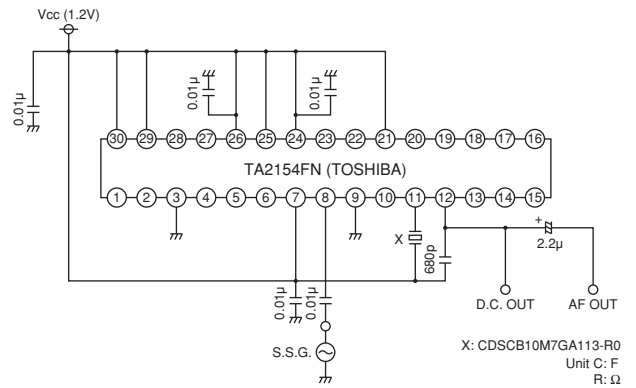 Vcc (1.2V)
0.01µ
0.01µ
0.01µ
30 29 28 27 26 25 24 23 22 21 20 19 18 17 16
TA2154FN (TOSHIBA)
1 2 3 4 5 6 7 8 9 10 11 12 13 14 15
X
680p
+
2.2µ
0.01µ
0.01µ
D.C. OUT
AF OUT
S.S.G.
X: CDSCB10M7GA113-R0
Unit C: F
R: Ω